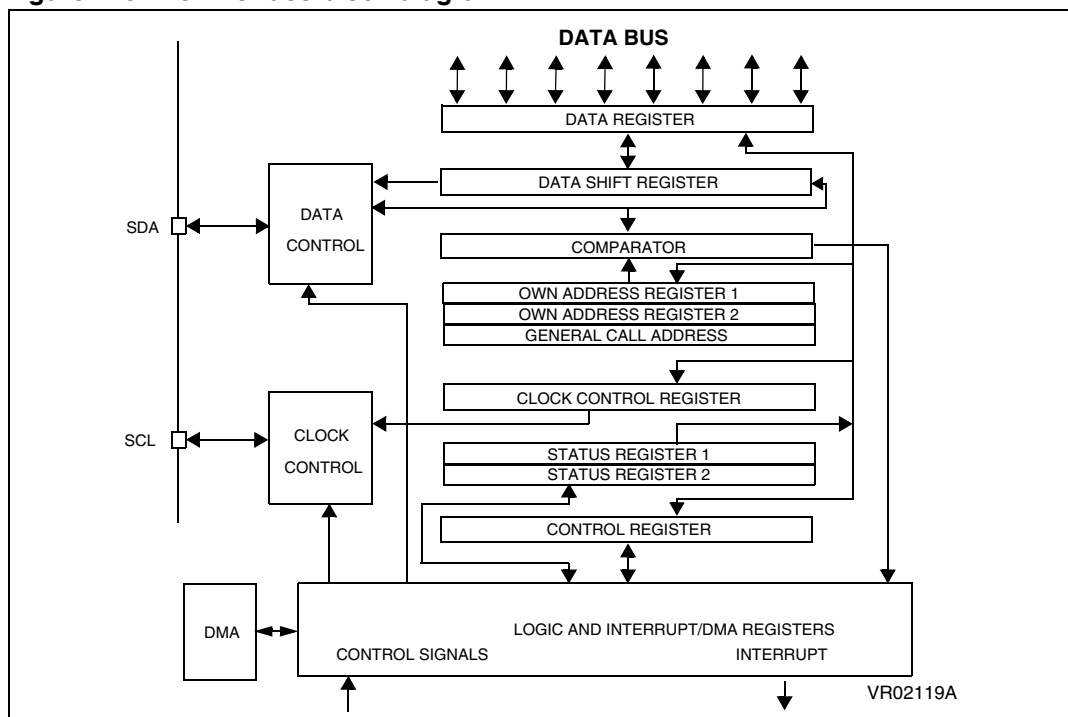 DATA BUS
DATA REGISTER
DATA SHIFT REGISTER
DATA
CONTROL
SDA
COMPARATOR
OWN ADDRESS REGISTER 1
OWN ADDRESS REGISTER 2
GENERAL CALL ADDRESS
CLOCK CONTROL REGISTER
SCL
CLOCK
CONTROL
STATUS REGISTER 1
STATUS REGISTER 2
CONTROL REGISTER
DMA
LOGIC AND INTERRUPT/DMA REGISTERS
CONTROL SIGNALS
INTERRUPT
VR02119A